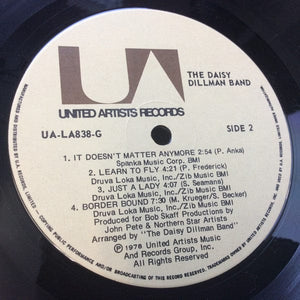 UA
THE DAISY
DILLMAN BAND
UNITED ARTISTS RECORDS
UA-LA838-G
SIDE 2
1. IT DOESN'T MATTER ANYMORE 2:54 (P. Anka)
Spanka Music Corp. BMI
2. LEARN TO FLY 4:21 (P. Frederick)
Druva Loka Music, Inc./Zib Music BMI
3. JUST A LADY 4:07 (S. Seamans)
Druva Loka Music, Inc./Zib Music BMI
4. BORDER BOUND 7:30 (M. Krueger/S. Becker)
Druva Loka Music, Inc./Zib Music BMI
Produced for Bob Skaff Productions by
John Pete & Northern Star Artists
Arranged by "The Daisy Dillman Band"
℗ 1978 United Artists Music
And Records Group, Inc.
All Rights Reserved